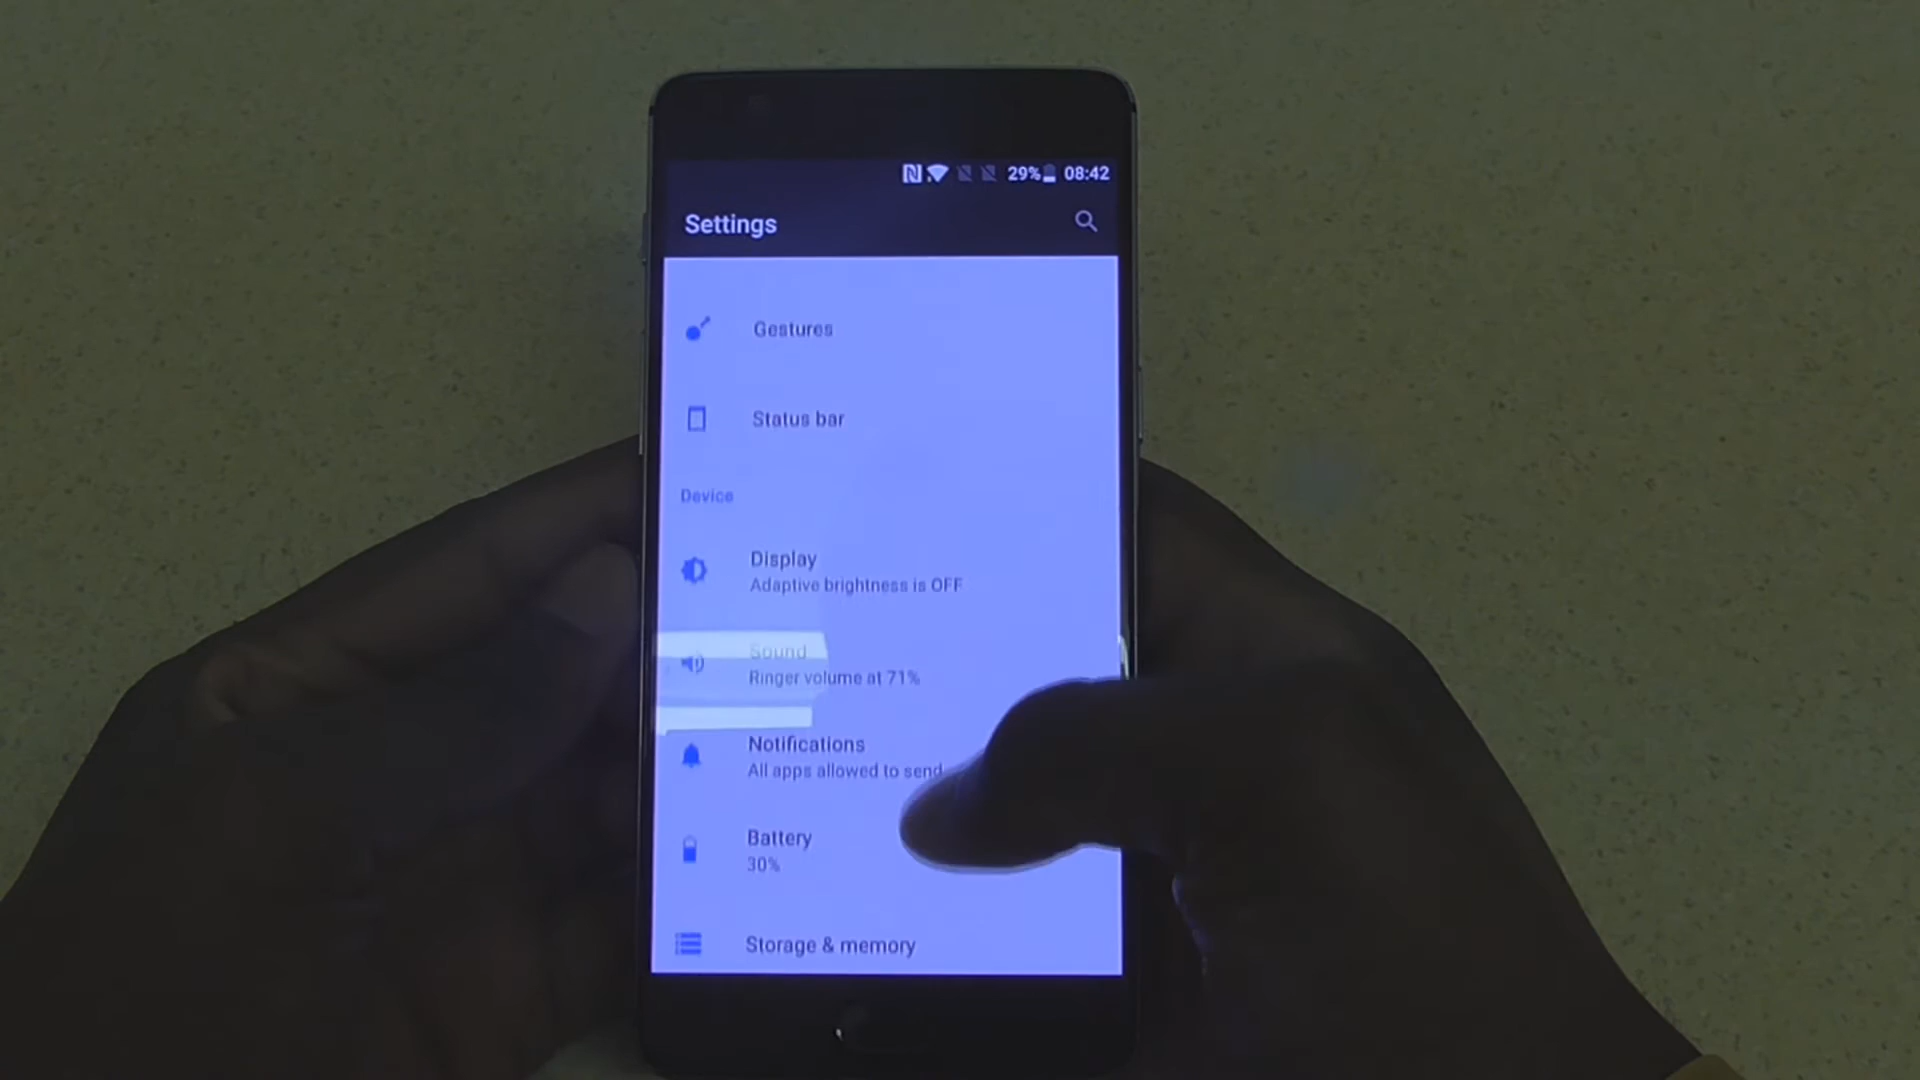 29% 08:42
Settings
Gestures
Status bar
Device
Display
Adaptive brightness is OFF
Sound
Ringer volume at 71%
Notifications
All apps allowed to send
Battery
30%
Storage & memory